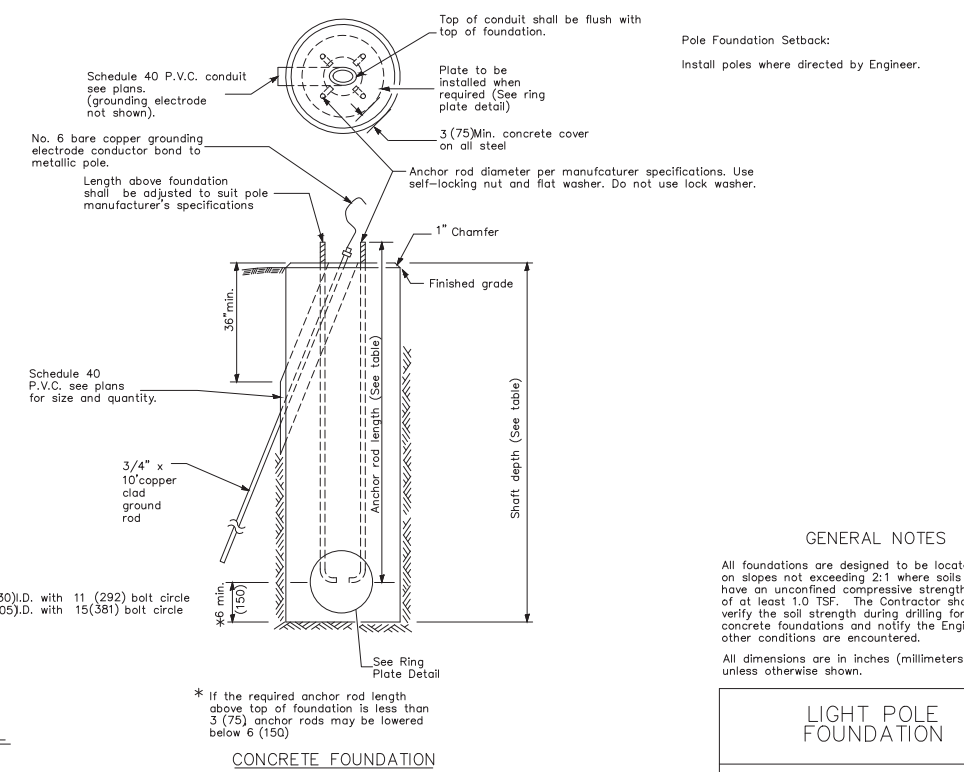 Top of conduit shall be flush with
top of foundation.
Pole Foundation Setback:
Install poles where directed by Engineer.
Schedule 40 P.V.C. conduit
see plans.
(grounding electrode
not shown).
Plate to be
installed when
required (See ring
plate detail)
3 (75)Min. concrete cover
on all steel
No. 6 bare copper grounding
electrode conductor bond to
metallic pole.
Anchor rod diameter per manufcaturer specifications. Use
self-locking nut and flat washer. Do not use lock washer.
Length above foundation
shall be adjusted to suit pole
manufacturer's specifications
1" Chamfer
Finished grade
36"min.
Schedule 40
P.V.C. see plans
for size and quantity.
Anchor rod length (See table)
Shaft depth (See table)
3/4" x
10'copper
clad
ground
rod
30)I.D. with 11 (292) bolt circle
05)I.D. with 15(381) bolt circle
*6 min.
(150)
See Ring
Plate Detail
* If the required anchor rod length
above top of foundation is less than
3 (75), anchor rods may be lowered
below 6 (150)
CONCRETE FOUNDATION
GENERAL NOTES
All foundations are designed to be locate
on slopes not exceeding 2:1 where soils
have an unconfined compressive strength
of at least 1.0 TSF. The Contractor sho
verify the soil strength during drilling for
concrete foundations and notify the Engi
other conditions are encountered.
All dimensions are in inches (millimeters
unless otherwise shown.
LIGHT POLE
FOUNDATION